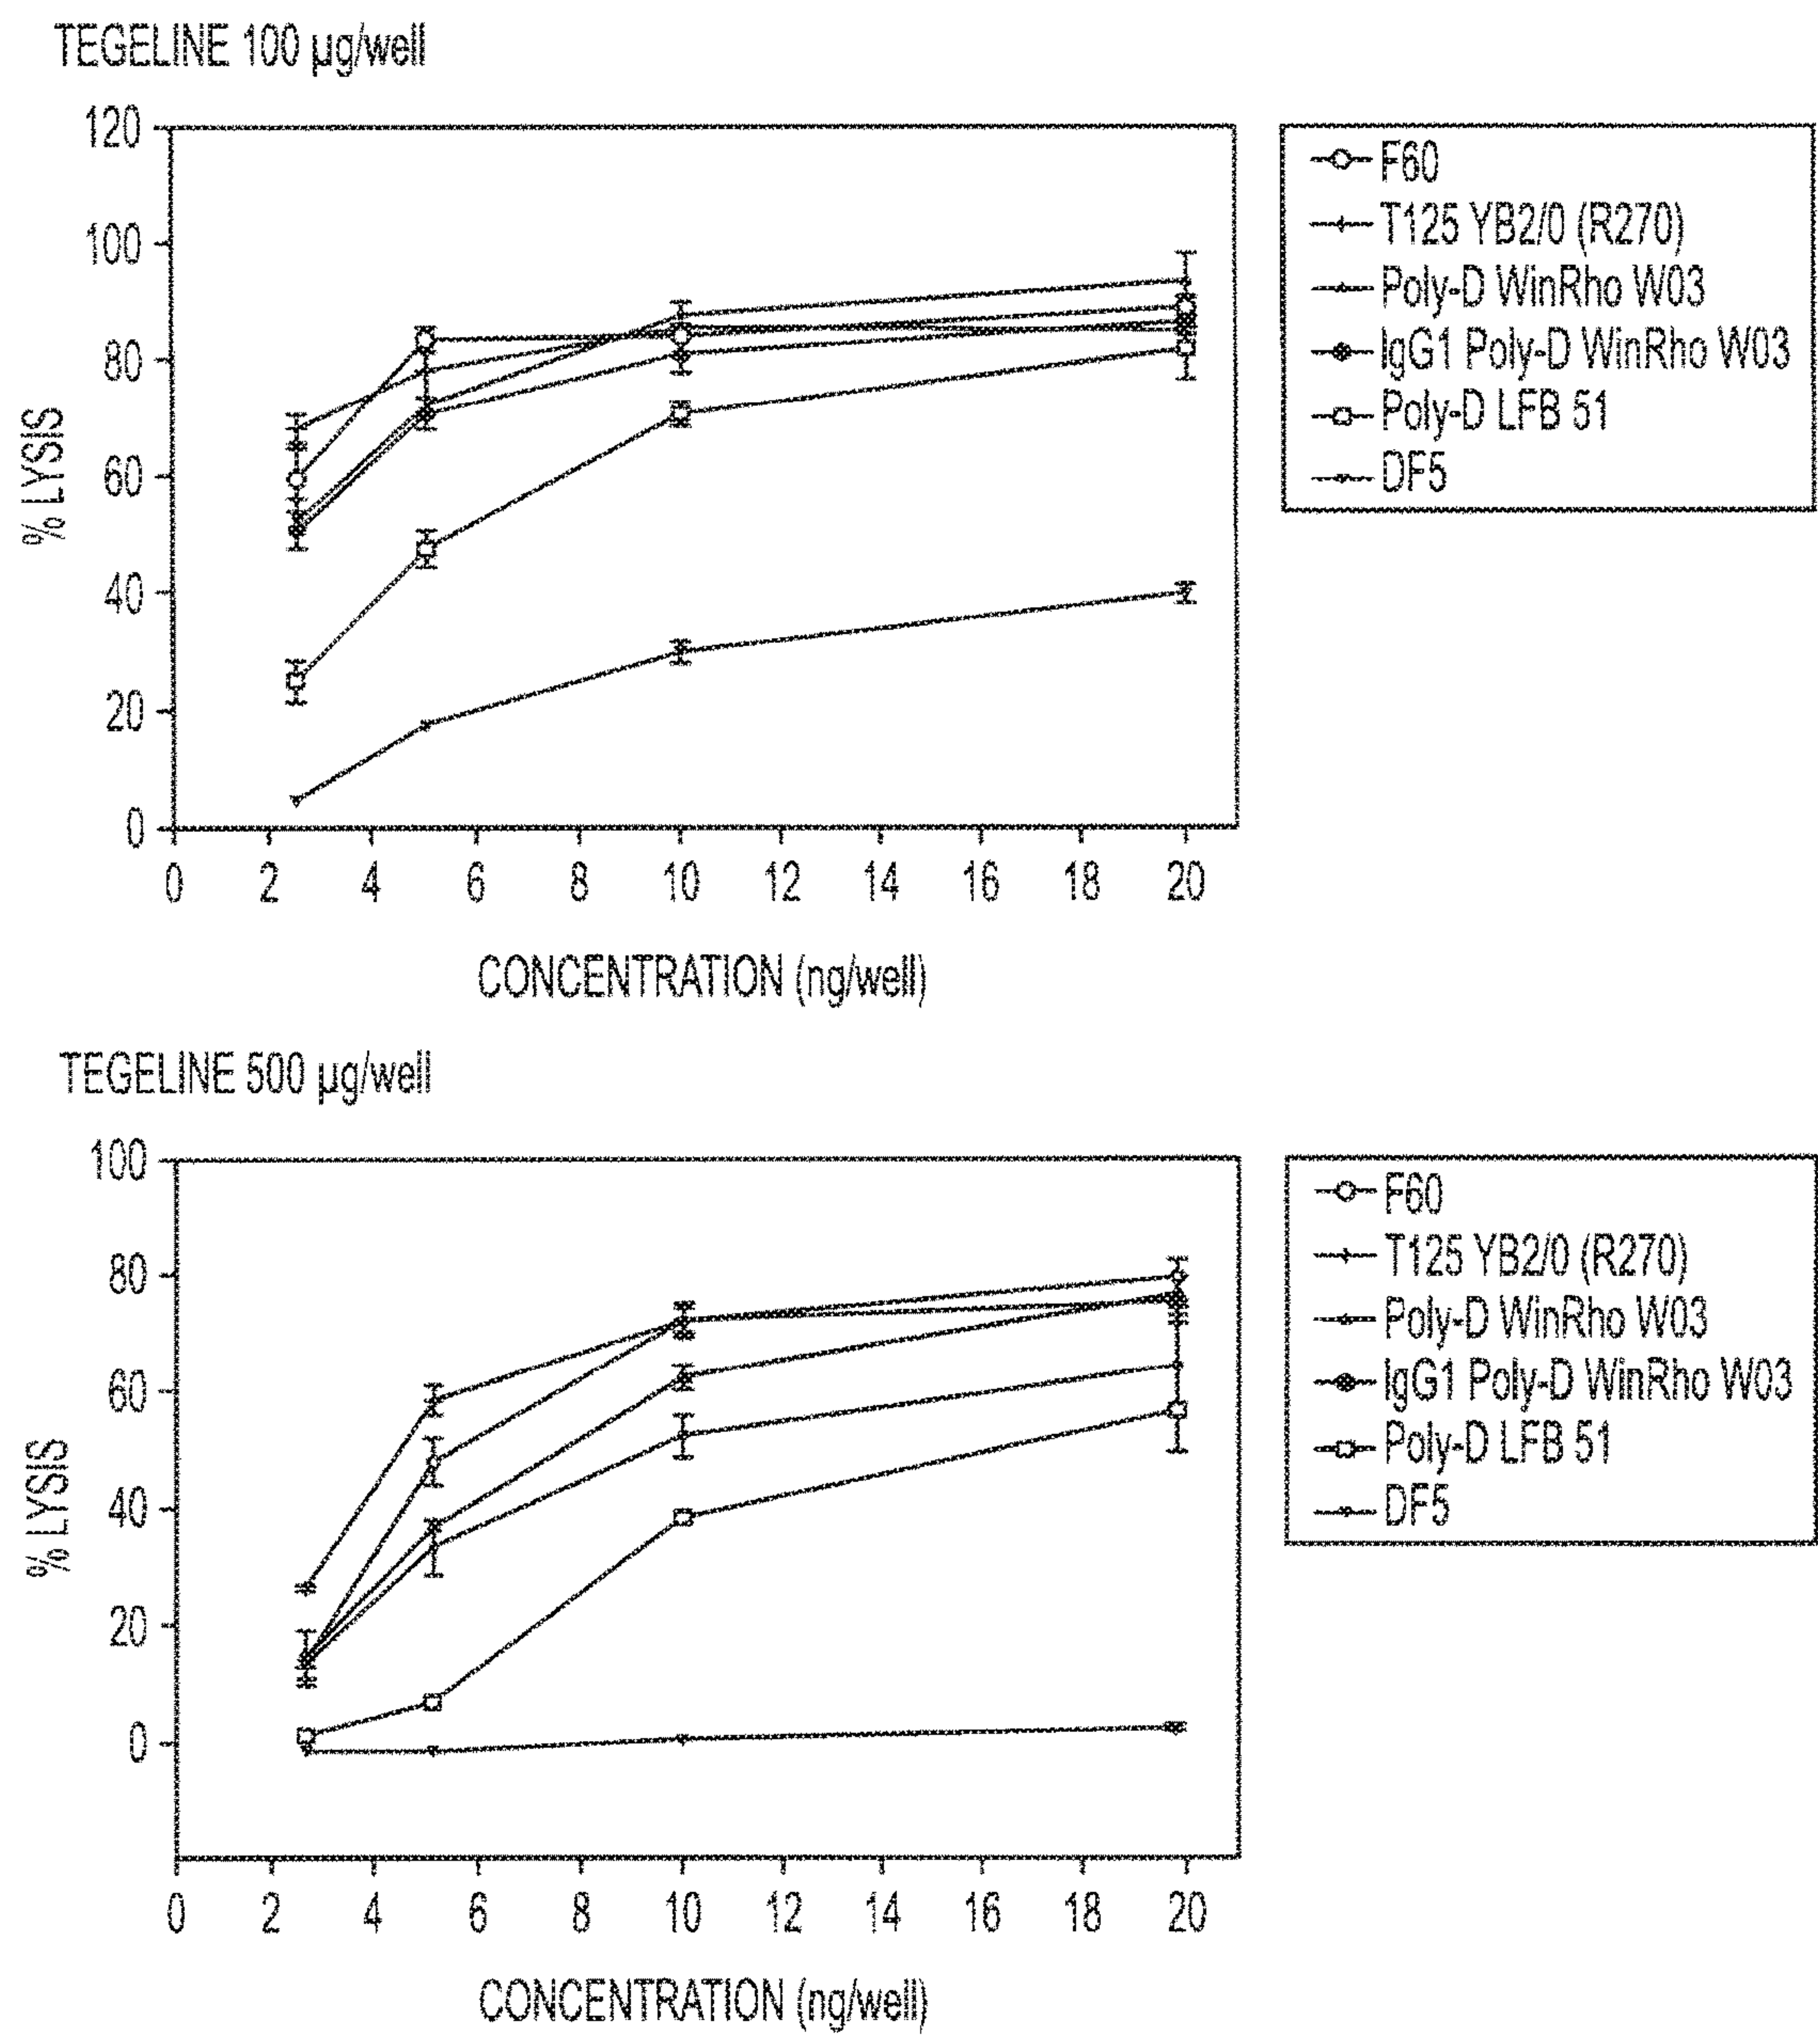 TEGELINE 100 µg/well
120
100
80
60
40
20
0
% LYSIS
0 2 4 6 8 10 12 14 16 18 20
CONCENTRATION (ng/well)
F60
T125 YB2/0 (R270)
Poly-D WinRho W03
IgG1 Poly-D WinRho W03
Poly-D LFB 51
DF5
TEGELINE 500 µg/well
100
80
60
40
20
0
% LYSIS
0 2 4 6 8 10 12 14 16 18 20
CONCENTRATION (ng/well)
F60
T125 YB2/0 (R270)
Poly-D WinRho W03
IgG1 Poly-D WinRho W03
Poly-D LFB 51
DF5